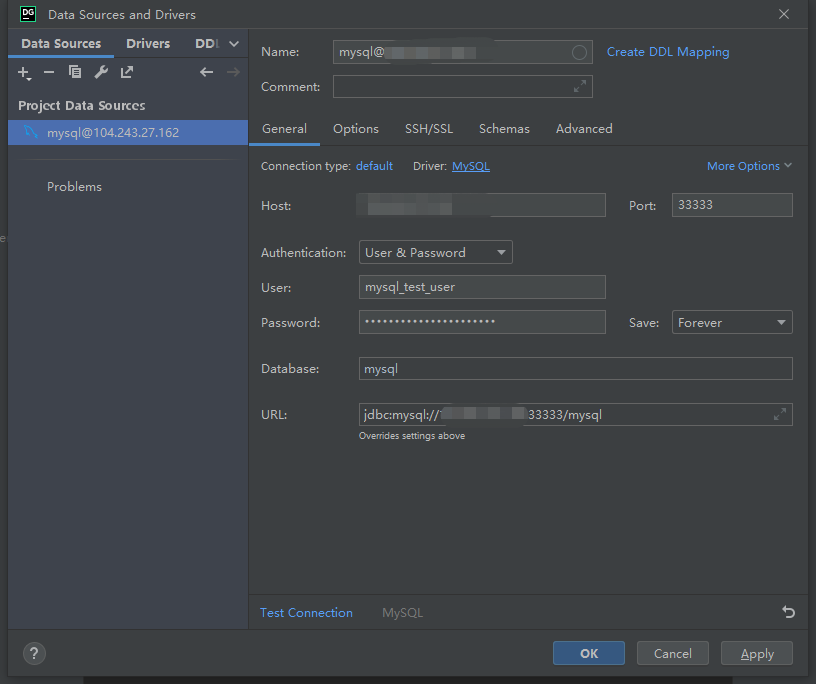 DG Data Sources and Drivers
Data Sources Drivers DDL
Name: mysql@
Create DDL Mapping
Comment:
Project Data Sources
mysql@104.243.27.162
Problems
General Options SSH/SSL Schemas Advanced
Connection type: default Driver: MySQL More Options
Host: Port: 33333
Authentication: User & Password
User: mysql_test_user
Password: •••••••••••••••••••••• Save: Forever
Database: mysql
URL: jdbc:mysql:// 33333/mysql
Overrides settings above
Test Connection MySQL
? OK Cancel Apply